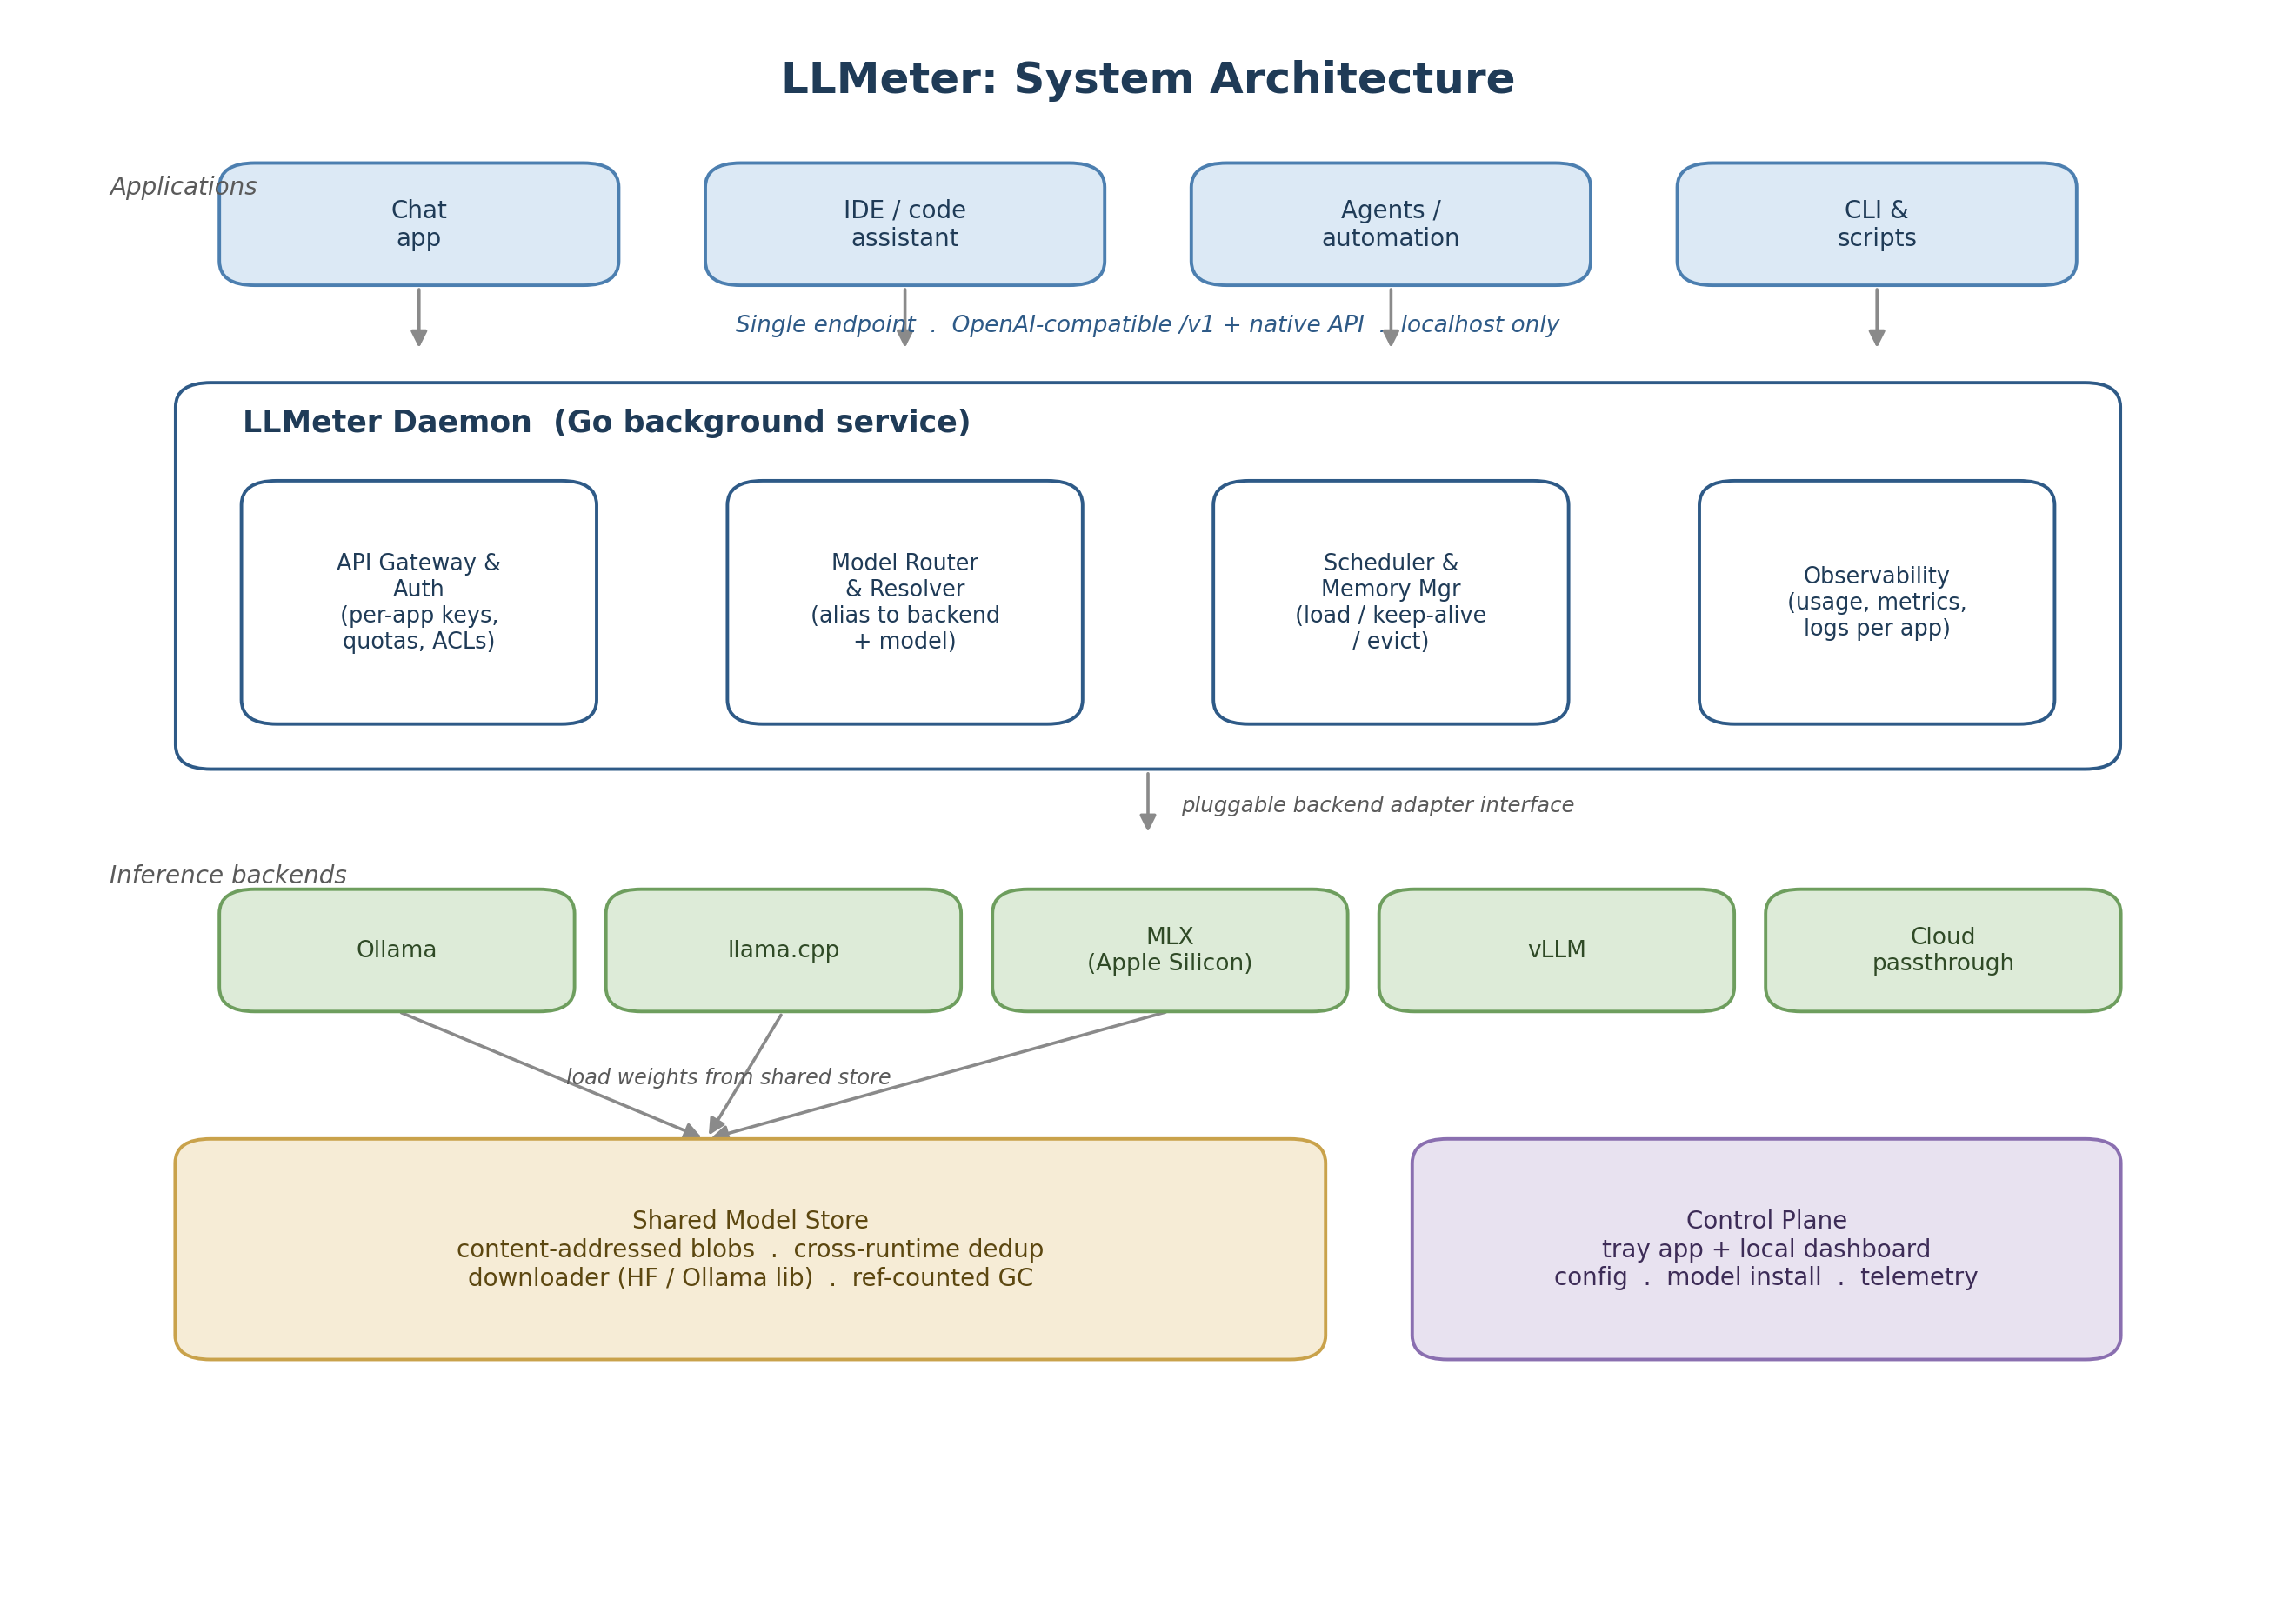 LLMeter: System Architecture
Applications
Chat
app
IDE / code
assistant
Agents /
automation
CLI &
scripts
Single endpoint  .  OpenAI-compatible /v1 + native API  .  localhost only
LLMeter Daemon  (Go background service)
API Gateway &
Auth
(per-app keys,
quotas, ACLs)
Model Router
& Resolver
(alias to backend
+ model)
Scheduler &
Memory Mgr
(load / keep-alive
/ evict)
Observability
(usage, metrics,
logs per app)
pluggable backend adapter interface
Inference backends
Ollama
llama.cpp
MLX
(Apple Silicon)
vLLM
Cloud
passthrough
load weights from shared store
Shared Model Store
content-addressed blobs  .  cross-runtime dedup
downloader (HF / Ollama lib)  .  ref-counted GC
Control Plane
tray app + local dashboard
config  .  model install  .  telemetry